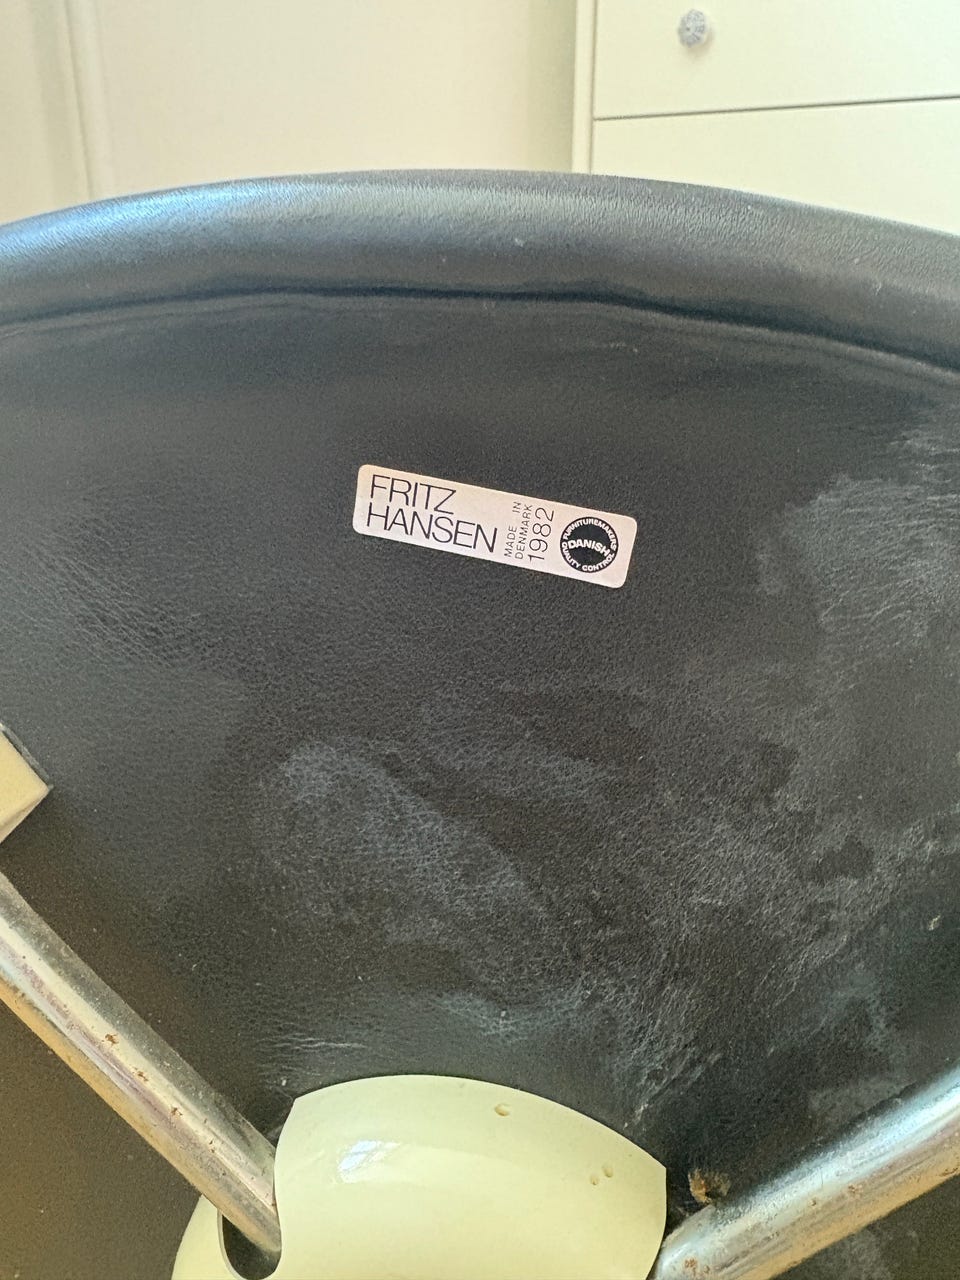 FRITZ
HANSEN
MADE IN
DENMARK
1982
FURNITUREMAKERS
DANISH
QUALITY CONTROL